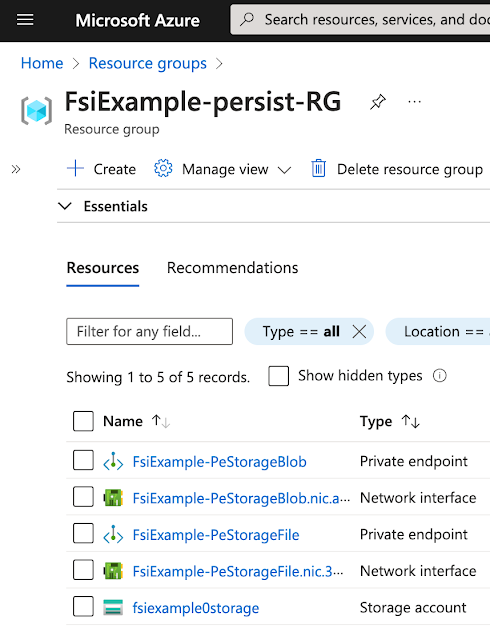 Microsoft Azure
Search resources, services, and doc
Home > Resource groups >
FsiExample-persist-RG
...
Resource group
» + Create Manage view Delete resource group
Essentials
Resources Recommendations
Filter for any field... Type == all Location ==
Showing 1 to 5 of 5 records. Show hidden types
Name ↑↓ Type ↑↓
FsiExample-PeStorageBlob Private endpoint
FsiExample-PeStorageBlob.nic.a... Network interface
FsiExample-PeStorageFile Private endpoint
FsiExample-PeStorageFile.nic.3... Network interface
fsiexample0storage Storage account